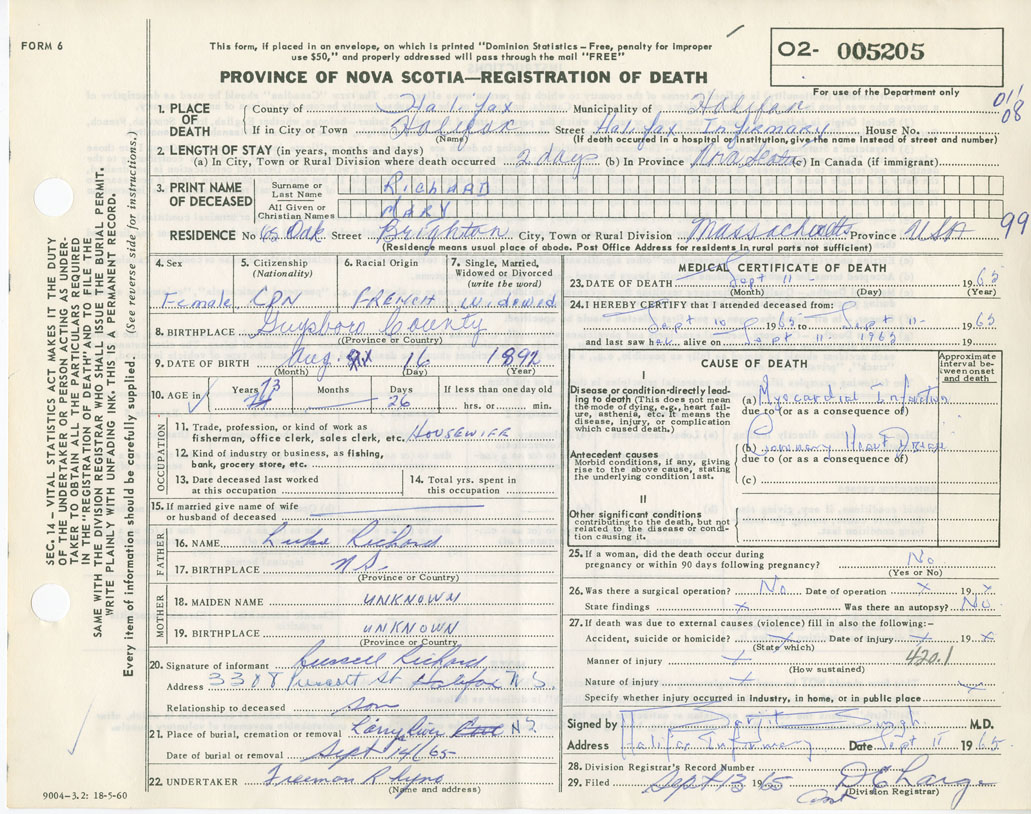 FORM 6
This form, if placed in an envelope, on which is printed "Dominion Statistics – Free, penalty for improper
use $50," and properly addressed will pass through the mail "FREE"
PROVINCE OF NOVA SCOTIA—REGISTRATION OF DEATH
O2- 005205
For use of the Department only
1. PLACE OF DEATH
County of Halifax Municipality of Halifax
If in City or Town Halifax Street Halifax Infirmary House No.
(Name) (If death occurred in a hospital or institution, give the name instead of street and number)
2. LENGTH OF STAY (in years, months and days)
(a) In City, Town or Rural Division where death occurred 2 days (b) In Province Nova Scotia (c) In Canada (if immigrant)
3. PRINT NAME OF DECEASED
Surname or Last Name RICHARD
All Given or Christian Names MARY
RESIDENCE No 65 Oak Street Brighton City, Town or Rural Division Massachusetts Province USA 99
(Residence means usual place of abode. Post Office Address for residents in rural parts not sufficient)
4. Sex
Female
5. Citizenship
(Nationality)
CDN
6. Racial Origin
FRENCH
7. Single, Married,
Widowed or Divorced
(write the word)
Widowed
8. BIRTHPLACE Guysboro County
(Province or Country)
9. DATE OF BIRTH Aug. 16 1892
(Month) (Day) (Year)
10. AGE in Years 73 Months Days 26 If less than one day old
hrs. or min.
OCCUPATION
11. Trade, profession, or kind of work as
fisherman, office clerk, sales clerk, etc. HOUSEWIFE
12. Kind of industry or business, as fishing,
bank, grocery store, etc.
13. Date deceased last worked
at this occupation
14. Total yrs. spent in
this occupation
15. If married give name of wife
or husband of deceased
FATHER
16. NAME Richard
17. BIRTHPLACE N.S.
(Province or Country)
MOTHER
18. MAIDEN NAME UNKNOWN
19. BIRTHPLACE UNKNOWN
(Province or Country)
20. Signature of informant Russell Richard
Address 3388 Prescott St Halifax N.S.
Relationship to deceased son
21. Place of burial, cremation or removal Larry's River N.S.
Date of burial or removal Sept 14/65
22. UNDERTAKER Freeman R
(Name and address)
MEDICAL CERTIFICATE OF DEATH
23. DATE OF DEATH Sept 11 1965
(Month) (Day) (Year)
24. I HEREBY CERTIFY that I attended deceased from:
Sept 10 1965 to Sept 11 1965
and last saw her alive on Sept 11 1965
CAUSE OF DEATH
Approximate
interval be-
tween onset
and death
I
Disease or condition directly lead-
ing to death (This does not mean
the mode of dying, e.g., heart fail-
ure, asthenia, etc. It means the
disease, injury, or complication
which caused death.)
(a) Myocardial Infarction
due to (or as a consequence of)
Antecedent causes
Morbid conditions, if any, giving
rise to the above cause, stating
the underlying condition last.
(b) Coronary Heart Disease
due to (or as a consequence of)
(c)
II
Other significant conditions
contributing to the death, but not
related to the disease or condi-
tion causing it.
25. If a woman, did the death occur during
pregnancy or within 90 days following pregnancy? No
(Yes or No)
26. Was there a surgical operation? No Date of operation x 19 x
State findings x Was there an autopsy? No
27. If death was due to external causes (violence) fill in also the following:—
Accident, suicide or homicide? x Date of injury x 19 x
(State which)
Manner of injury x 420.1
(How sustained)
Nature of injury x
Specify whether injury occurred in industry, in home, or in public place x
Signed by Singh M.D.
Address Halifax Infirmary Date Sept 11 1965
28. Division Registrar's Record Number
29. Filed Sept 13 1965
(Division Registrar)
SEC. 14 – VITAL STATISTICS ACT MAKES IT THE DUTY
OF THE UNDERTAKER OR PERSON ACTING AS UNDER-
TAKER TO OBTAIN ALL THE PARTICULARS REQUIRED
IN THE "REGISTRATION OF DEATH" AND TO FILE THE
SAME WITH THE DIVISION REGISTRAR WHO SHALL ISSUE THE BURIAL PERMIT.
WRITE PLAINLY WITH UNFADING INK. THIS IS A PERMANENT RECORD.
Every item of information should be carefully supplied. (See reverse side for instructions.)
9004-3.2: 18-5-60